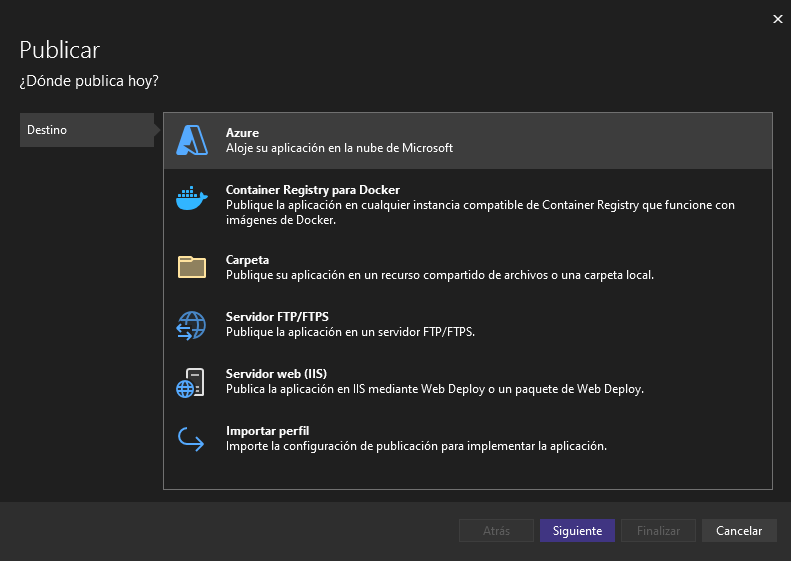 Publicar
¿Dónde publica hoy?
Destino
Azure
Aloje su aplicación en la nube de Microsoft
Container Registry para Docker
Publique la aplicación en cualquier instancia compatible de Container Registry que funcione con
imágenes de Docker.
Carpeta
Publique su aplicación en un recurso compartido de archivos o una carpeta local.
Servidor FTP/FTPS
Publique la aplicación en un servidor FTP/FTPS.
Servidor web (IIS)
Publica la aplicación en IIS mediante Web Deploy o un paquete de Web Deploy.
Importar perfil
Importe la configuración de publicación para implementar la aplicación.
Atrás Siguiente Finalizar Cancelar